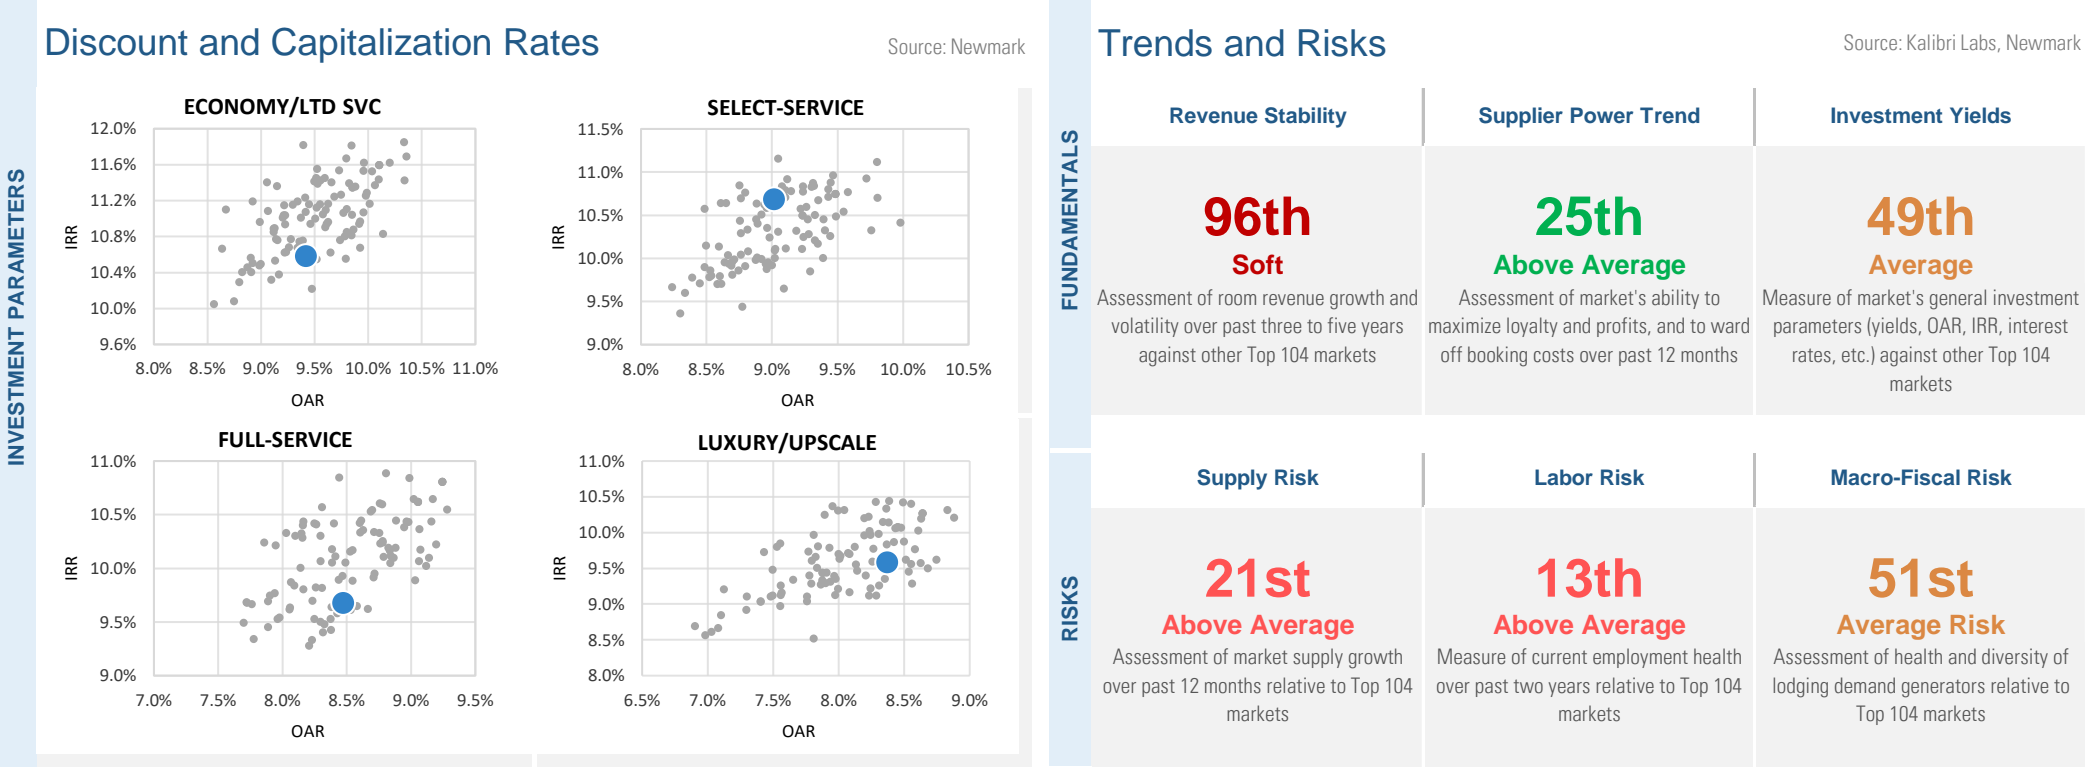 Discount and Capitalization Rates
Source: Newmark
INVESTMENT PARAMETERS
ECONOMY/LTD SVC
12.0%
11.6%
11.2%
10.8%
10.4%
10.0%
9.6%
IRR
8.0% 8.5% 9.0% 9.5% 10.0% 10.5% 11.0%
OAR
SELECT-SERVICE
11.5%
11.0%
10.5%
10.0%
9.5%
9.0%
IRR
8.0% 8.5% 9.0% 9.5% 10.0% 10.5%
OAR
FULL-SERVICE
11.0%
10.5%
10.0%
9.5%
9.0%
IRR
7.0% 7.5% 8.0% 8.5% 9.0% 9.5%
OAR
LUXURY/UPSCALE
11.0%
10.5%
10.0%
9.5%
9.0%
8.5%
8.0%
IRR
6.5% 7.0% 7.5% 8.0% 8.5% 9.0%
OAR
Trends and Risks
Source: Kalibri Labs, Newmark
FUNDAMENTALS
Revenue Stability
96th
Soft
Assessment of room revenue growth and
volatility over past three to five years
against other Top 104 markets
Supplier Power Trend
25th
Above Average
Assessment of market's ability to
maximize loyalty and profits, and to ward
off booking costs over past 12 months
Investment Yields
49th
Average
Measure of market's general investment
parameters (yields, OAR, IRR, interest
rates, etc.) against other Top 104
markets
RISKS
Supply Risk
21st
Above Average
Assessment of market supply growth
over past 12 months relative to Top 104
markets
Labor Risk
13th
Above Average
Measure of current employment health
over past two years relative to Top 104
markets
Macro-Fiscal Risk
51st
Average Risk
Assessment of health and diversity of
lodging demand generators relative to
Top 104 markets